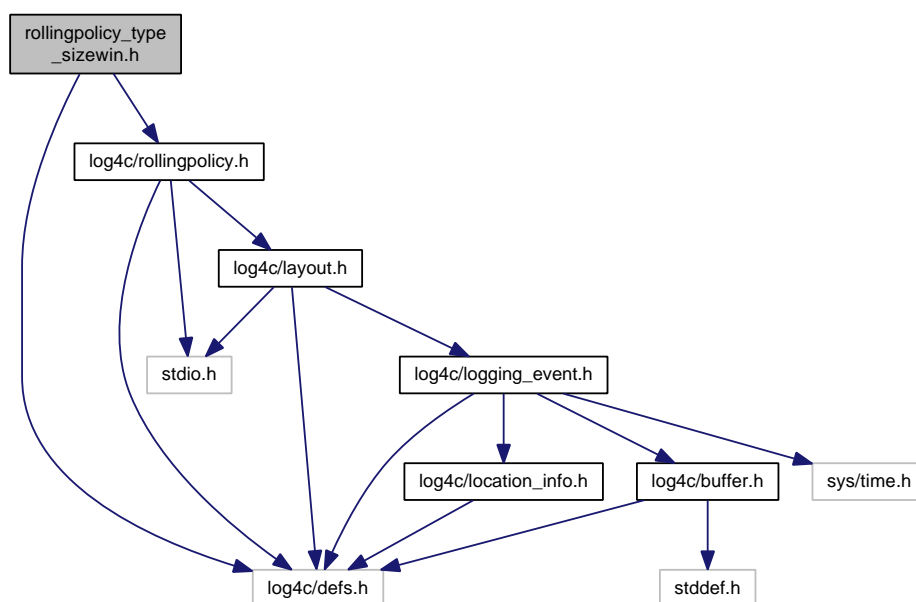 rollingpolicy_type
_sizewin.h
log4c/rollingpolicy.h
log4c/layout.h
stdio.h
log4c/logging_event.h
log4c/location_info.h
log4c/buffer.h
sys/time.h
log4c/defs.h
stddef.h